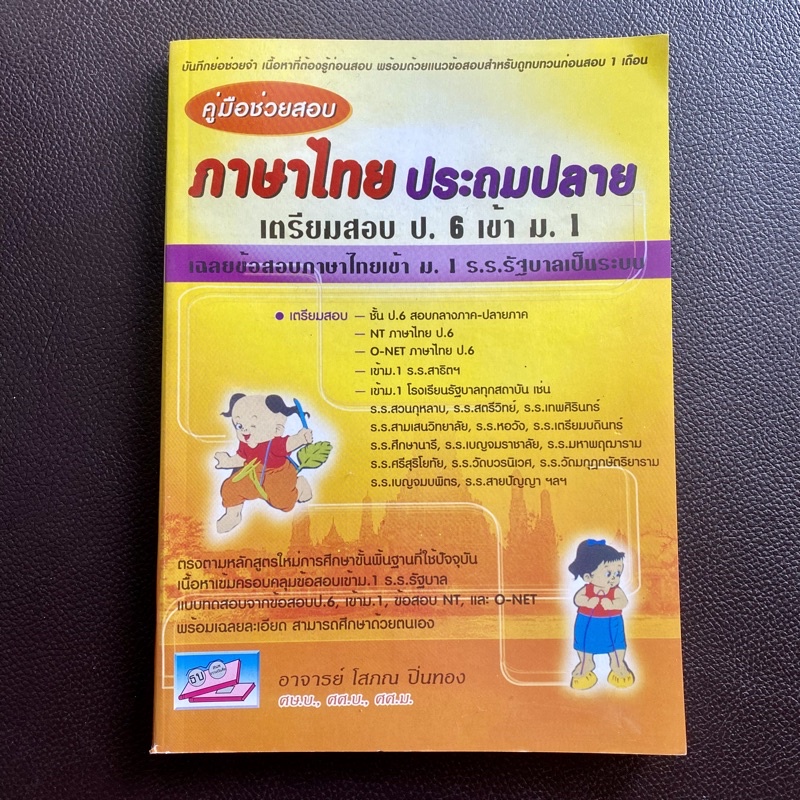 บันทึกย่อช่วยจำ เนื้อหาที่ต้องรู้ก่อนสอบ พร้อมด้วยแนวข้อสอบสำหรับดูทบทวนก่อนสอบ 1 เดือน
คู่มือช่วยสอบ
ภาษาไทย ประถมปลาย
เตรียมสอบ ป. 6 เข้า ม. 1
เฉลยข้อสอบภาษาไทยเข้า ม. 1 ร.ร.รัฐบาลเป็นระบบ
● เตรียมสอบ — ชั้น ป.6 สอบกลางภาค-ปลายภาค
— NT ภาษาไทย ป.6
— O-NET ภาษาไทย ป.6
— เข้าม.1 ร.ร.สาธิตฯ
— เข้าม.1 โรงเรียนรัฐบาลทุกสถาบัน เช่น
ร.ร.สวนกุหลาบ, ร.ร.สตรีวิทย์, ร.ร.เทพศิรินทร์
ร.ร.สามเสนวิทยาลัย, ร.ร.หอวัง, ร.ร.เตรียมบดินทร์
ร.ร.ศึกษานารี, ร.ร.เบญจมราชาลัย, ร.ร.มหาพฤฒาราม
ร.ร.ศรีสุริโยทัย, ร.ร.วัดบวรนิเวศ, ร.ร.วัดมกุฎกษัตริยาราม
ร.ร.เบญจมบพิตร, ร.ร.สายปัญญา ฯลฯ
ตรงตามหลักสูตรใหม่การศึกษาขั้นพื้นฐานที่ใช้ปัจจุบัน
เนื้อหาเข้มครอบคลุมข้อสอบเข้าม.1 ร.ร.รัฐบาล
แบบทดสอบจากข้อสอบป.6, เข้าม.1, ข้อสอบ NT, และ O-NET
พร้อมเฉลยละเอียด สามารถศึกษาด้วยตนเอง
อาจารย์ โสภณ ปิ่นทอง
ศษ.บ., ศศ.บ., ศศ.ม.